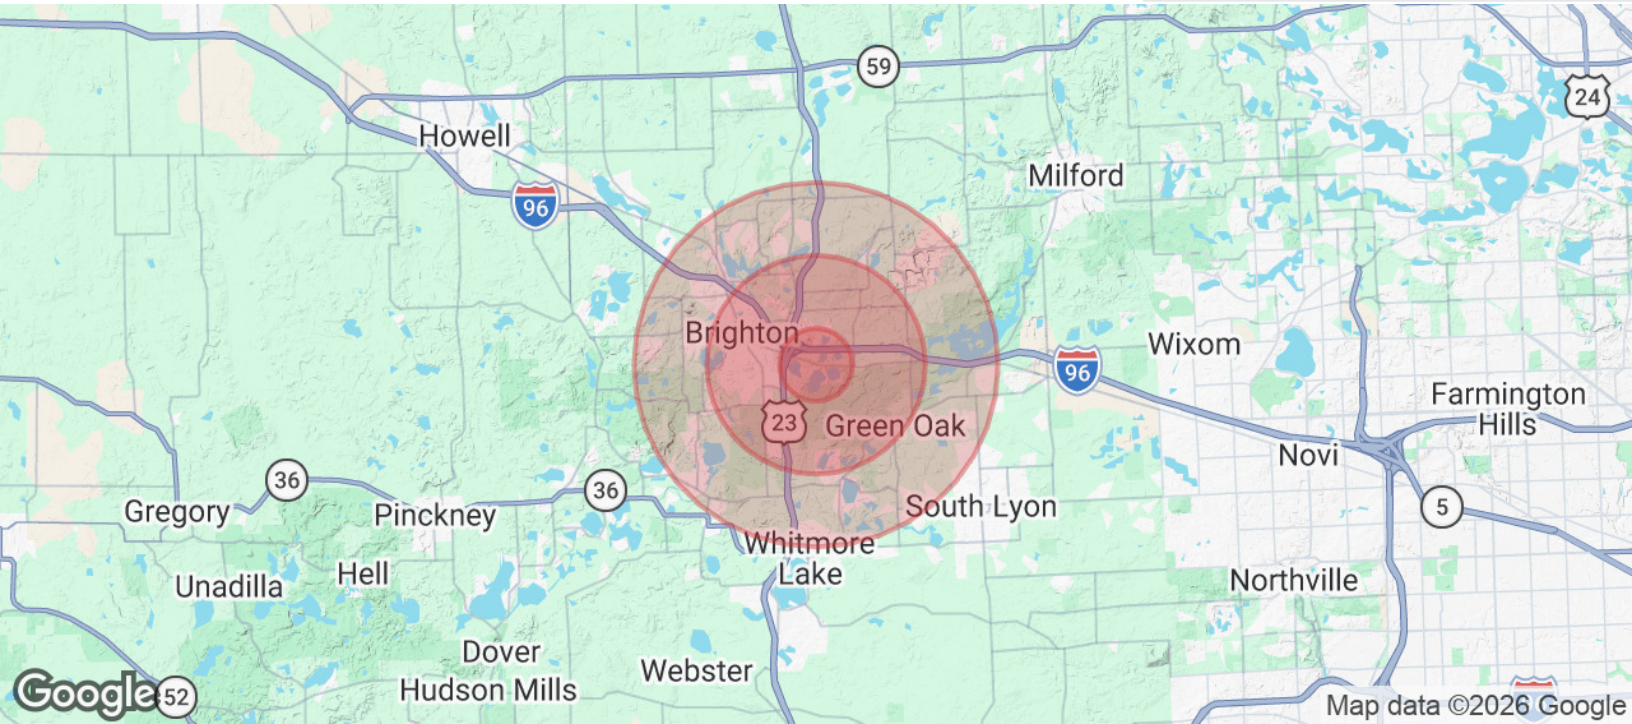 59
24
Howell
Milford
96
Brighton
Wixom
96
Farmington
Hills
23
Green Oak
Novi
36
36
Gregory
Pinckney
South Lyon
5
Whitmore
Lake
Hell
Unadilla
Northville
Dover
Webster
Hudson Mills
Google
52
Map data ©2026 Google